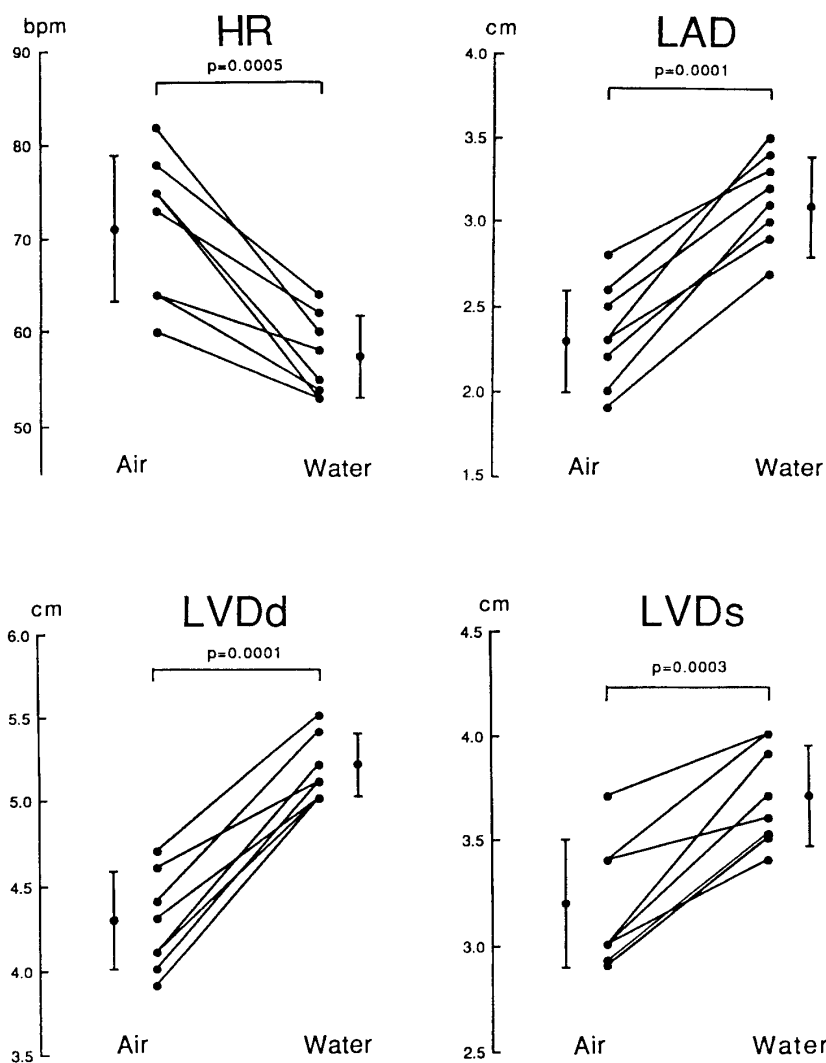 bpm
HR
90
p=0.0005
80
70
60
50
Air
Water
cm
LAD
4.0
p=0.0001
3.5
3.0
2.5
2.0
1.5
Air
Water
cm
LVDd
6.0
p=0.0001
5.5
5.0
4.5
4.0
3.5
Air
Water
cm
LVDs
4.5
p=0.0003
4.0
3.5
3.0
2.5
Air
Water